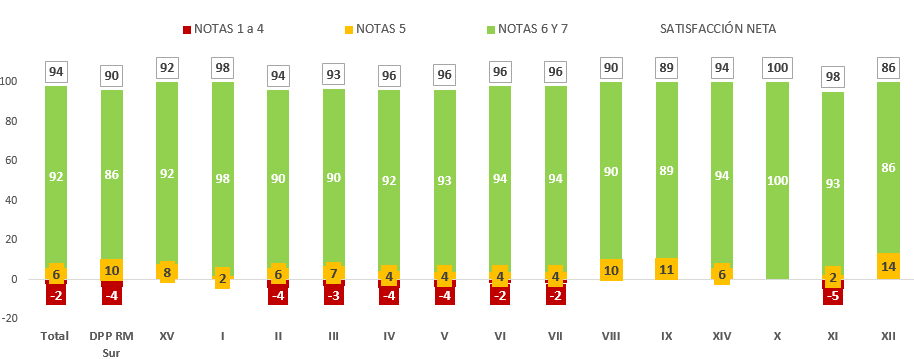 NOTAS 1 a 4 NOTAS 5 NOTAS 6 Y 7 SATISFACCIÓN NETA
94 90 92 98 94 93 96 96 96 96 90 89 94 100 98 86
100
80
60
40
20
0
-20
92 86 92 98 90 90 92 93 94 94 90 89 94 100 93 86
6 10 8 2 6 7 4 4 4 4 10 11 6 2 14
-2 -4 -4 -3 -4 -4 -2 -2 -5
Total DPP RM XV I II III IV V VI VII VIII IX XIV X XI XII
Sur